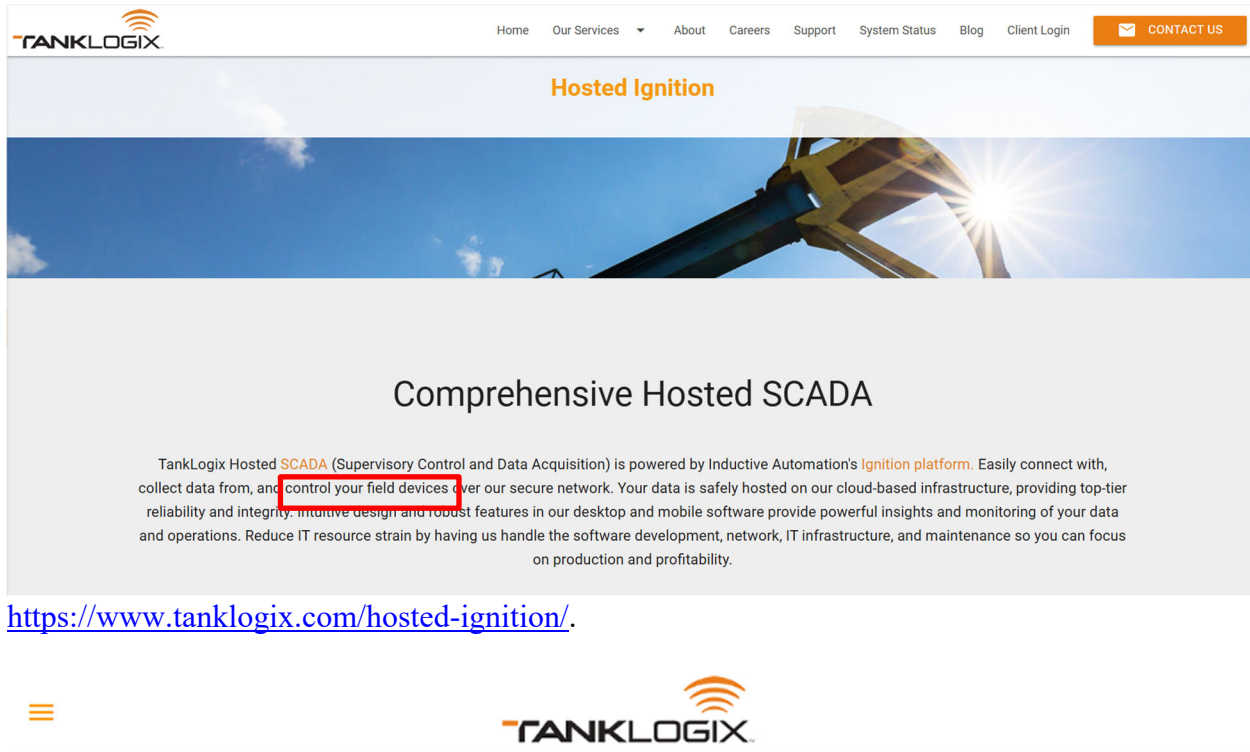 TANKLOGIX
Home Our Services About Careers Support System Status Blog Client Login CONTACT US
Hosted Ignition
Comprehensive Hosted SCADA
TankLogix Hosted SCADA (Supervisory Control and Data Acquisition) is powered by Inductive Automation's Ignition platform. Easily connect with,
collect data from, and control your field devices over our secure network. Your data is safely hosted on our cloud-based infrastructure, providing top-tier
reliability and integrity. Intuitive design and robust features in our desktop and mobile software provide powerful insights and monitoring of your data
and operations. Reduce IT resource strain by having us handle the software development, network, IT infrastructure, and maintenance so you can focus
on production and profitability.
https://www.tanklogix.com/hosted-ignition/.
TANKLOGIX